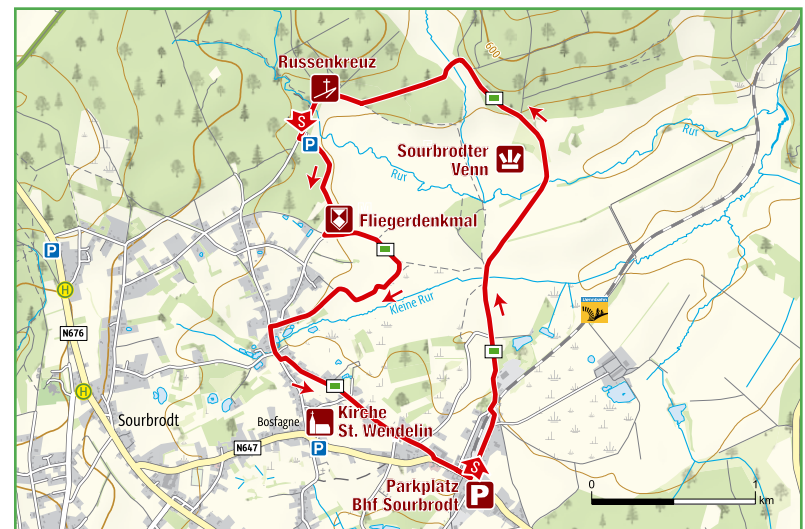 600
Russenkreuz
S
P
Rur
Sourbrodter
Venn
Rur
Fliegerdenkmal
P
H
Kleine Rur
Vennbahn
N676
H
Sourbrodt
Bosfagne
Kirche
St. Wendelin
N647
P
S
Parkplatz
Bhf Sourbrodt
P
0 1
km